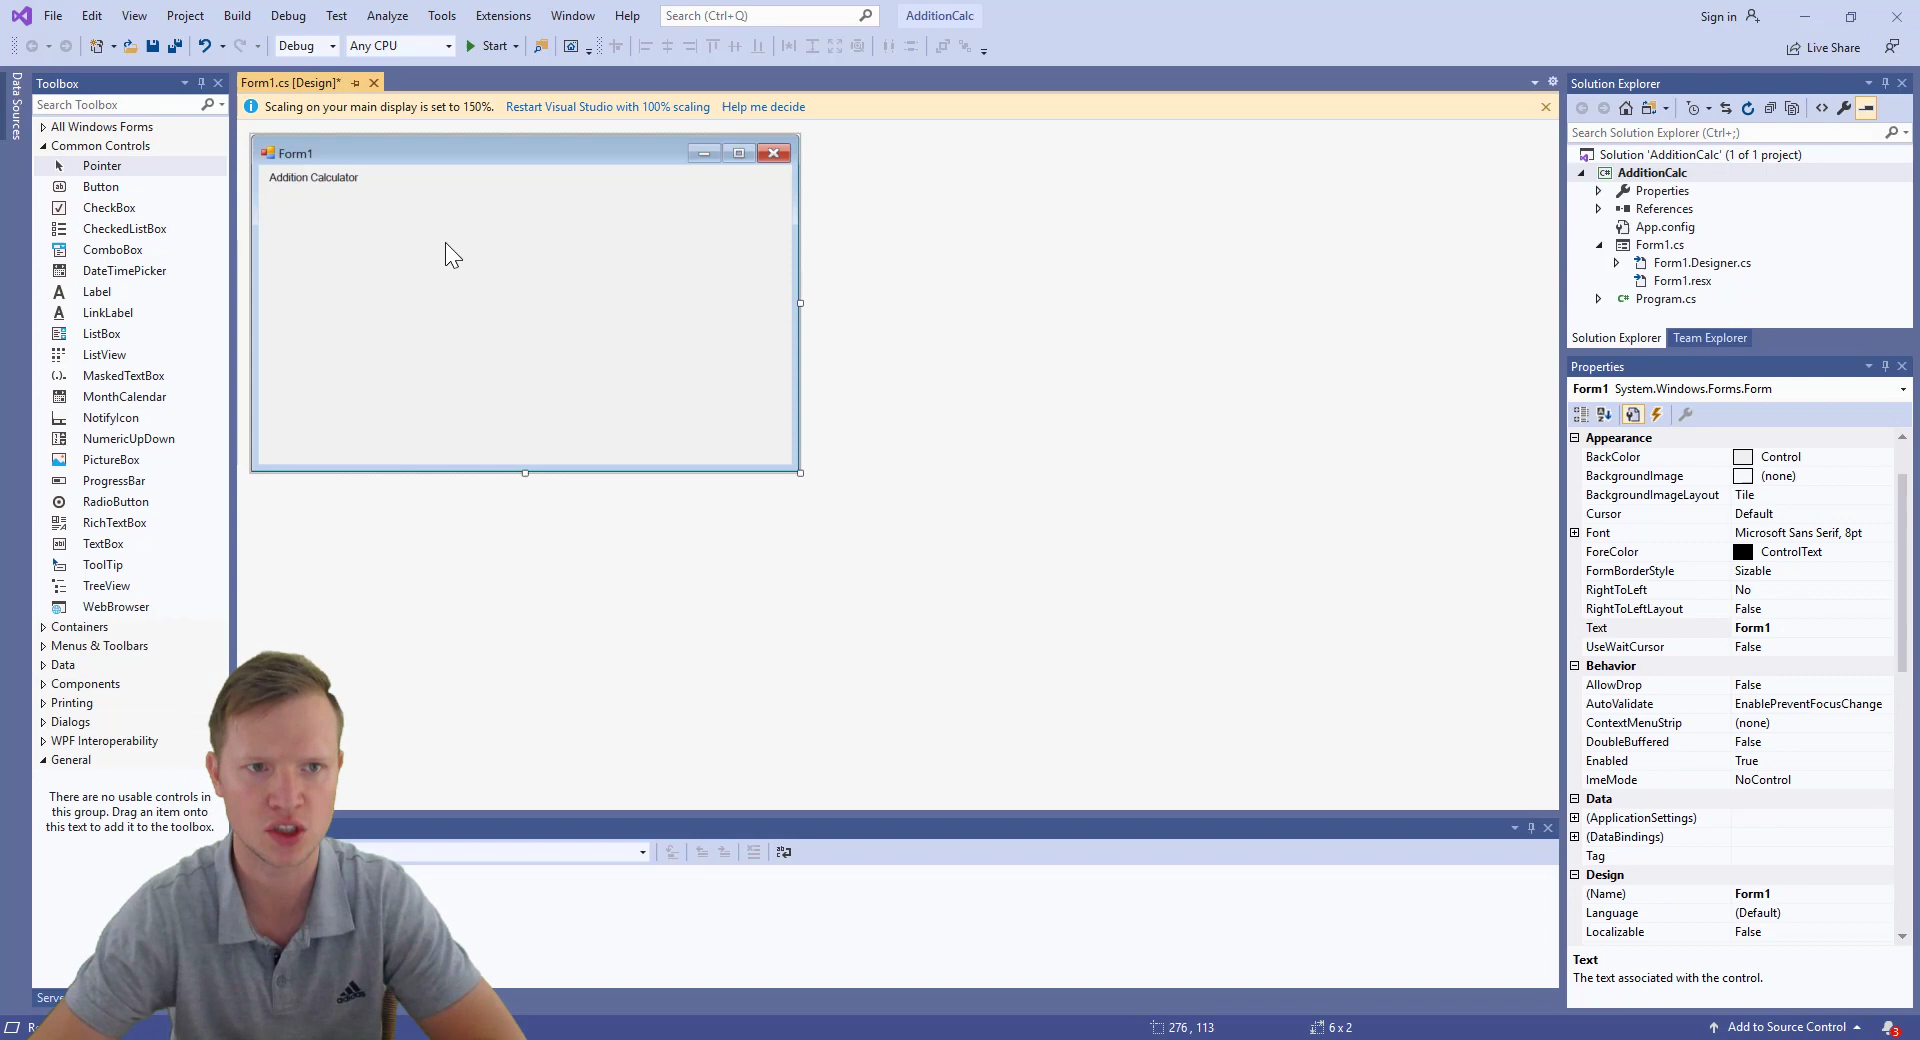 File Edit View Project Build Debug Test Analyze Tools Extensions Window Help Search (Ctrl+Q) AdditionCalc Sign in
Debug Any CPU Start Live Share
Data Sources
Toolbox
Search Toolbox
All Windows Forms
Common Controls
Pointer
Button
CheckBox
CheckedListBox
ComboBox
DateTimePicker
Label
LinkLabel
ListBox
ListView
MaskedTextBox
MonthCalendar
NotifyIcon
NumericUpDown
PictureBox
ProgressBar
RadioButton
RichTextBox
TextBox
ToolTip
TreeView
WebBrowser
Containers
Menus & Toolbars
Data
Components
Printing
Dialogs
WPF Interoperability
General
There are no usable controls in
this group. Drag an item onto
this text to add it to the toolbox.
Form1.cs [Design]*
Scaling on your main display is set to 150%. Restart Visual Studio with 100% scaling Help me decide
Form1
Addition Calculator
Solution Explorer
Search Solution Explorer (Ctrl+;)
Solution 'AdditionCalc' (1 of 1 project)
AdditionCalc
Properties
References
App.config
Form1.cs
Form1.Designer.cs
Form1.resx
Program.cs
Solution Explorer Team Explorer
Properties
Form1 System.Windows.Forms.Form
Appearance
BackColor Control
BackgroundImage (none)
BackgroundImageLayout Tile
Cursor Default
Font Microsoft Sans Serif, 8pt
ForeColor ControlText
FormBorderStyle Sizable
RightToLeft No
RightToLeftLayout False
Text Form1
UseWaitCursor False
Behavior
AllowDrop False
AutoValidate EnablePreventFocusChange
ContextMenuStrip (none)
DoubleBuffered False
Enabled True
ImeMode NoControl
Data
(ApplicationSettings)
(DataBindings)
Tag
Design
(Name) Form1
Language (Default)
Localizable False
Text
The text associated with the control.
adidas
276 , 113 6 x 2 Add to Source Control 3